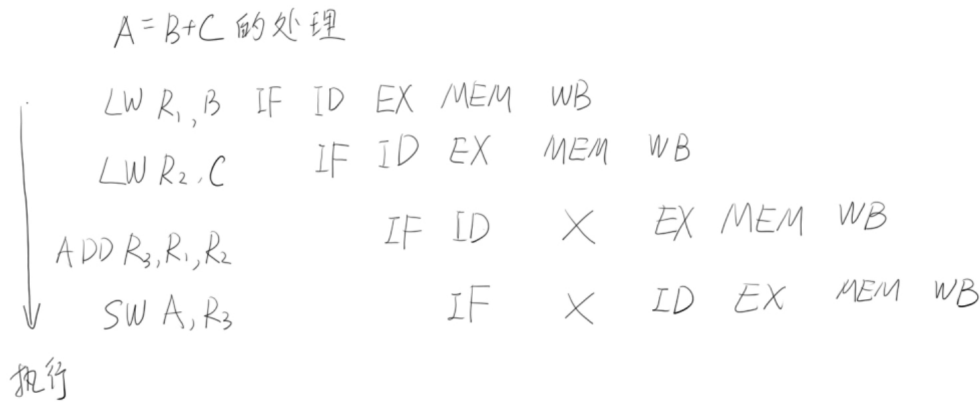 A=B+C的处理
LW R1,B IF ID EX MEM WB
LW R2,C IF ID EX MEM WB
ADD R3,R1,R2 IF ID X EX MEM WB
SW A,R3 IF X ID EX MEM WB
执行